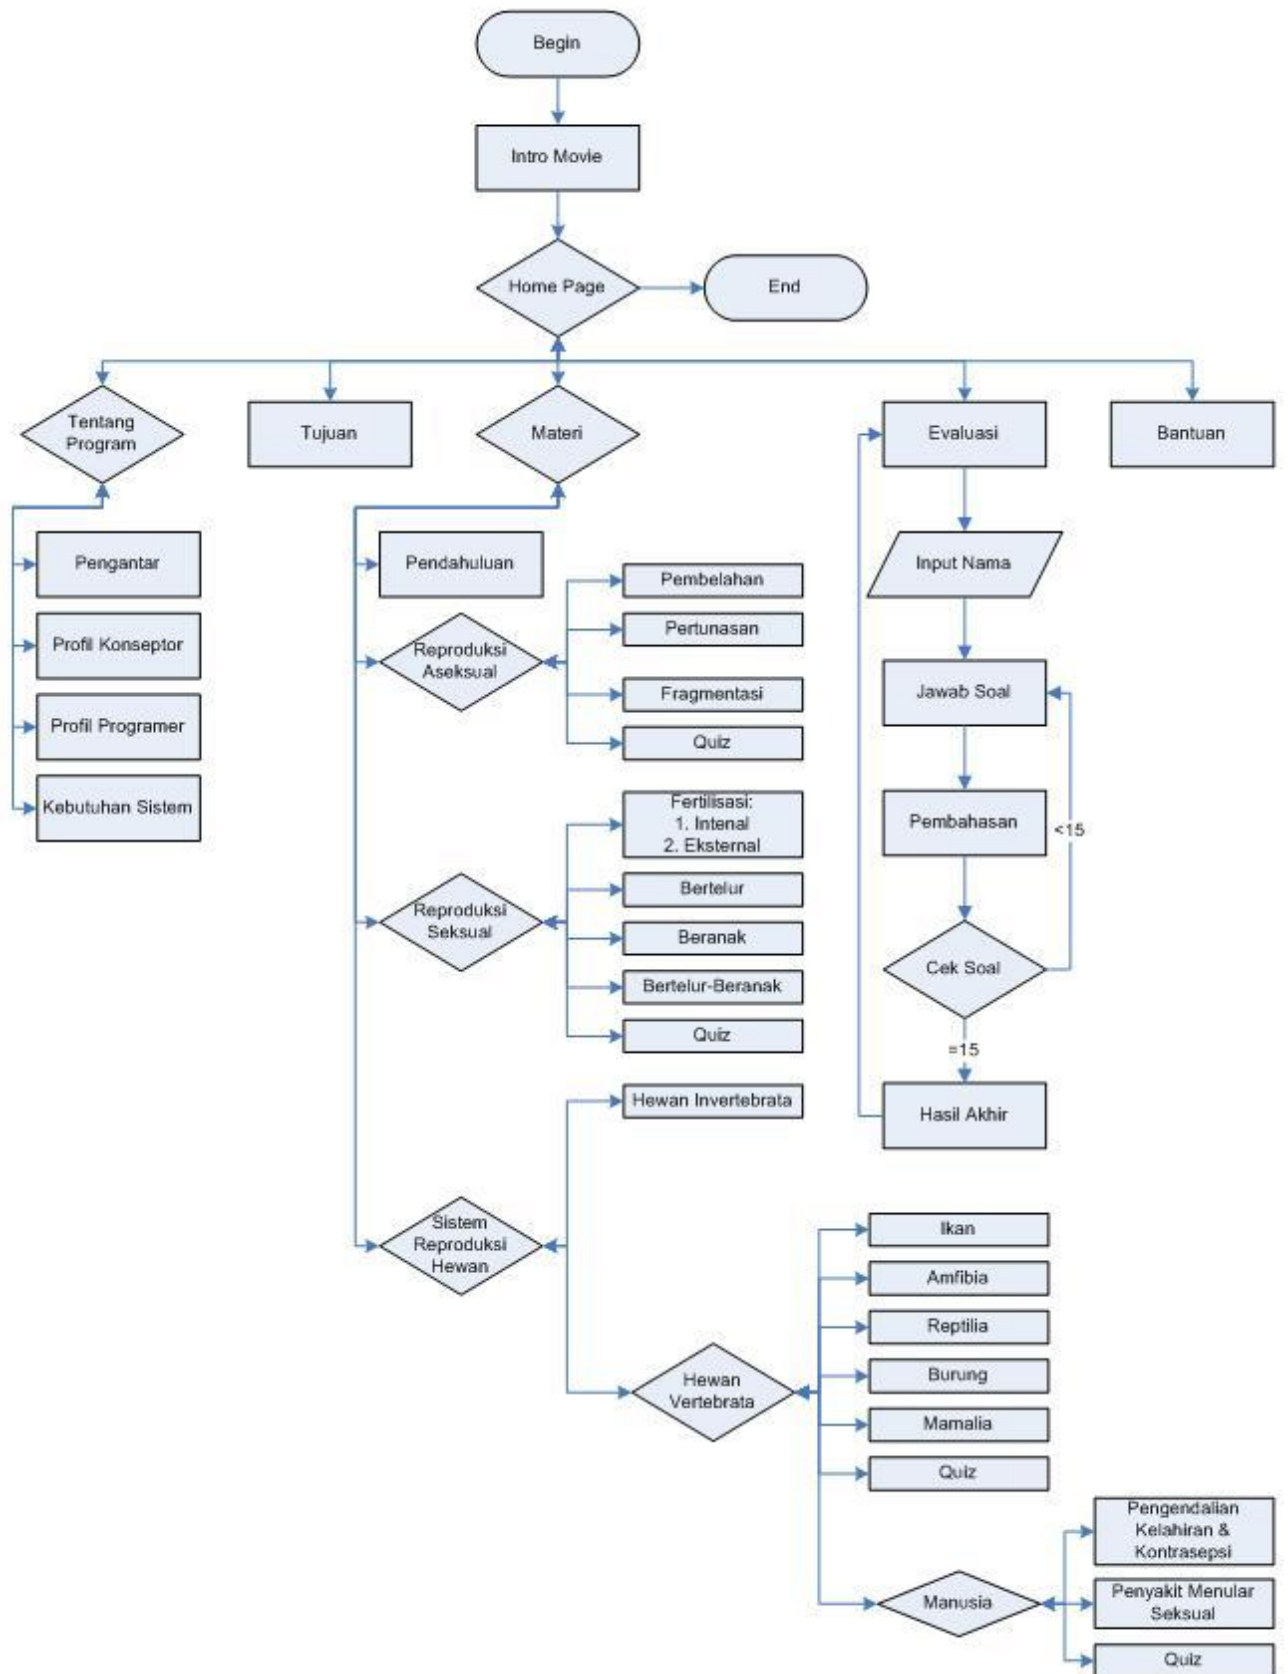 Begin
Intro Movie
Home Page
End
Tentang
Program
Tujuan
Materi
Evaluasi
Bantuan
Pengantar
Profil Konseptor
Profil Programer
Kebutuhan Sistem
Pendahuluan
Reproduksi
Aseksual
Pembelahan
Pertunasan
Fragmentasi
Quiz
Reproduksi
Seksual
Fertilisasi:
1. Intenal
2. Eksternal
Bertelur
Beranak
Bertelur-Beranak
Quiz
Sistem
Reproduksi
Hewan
Hewan Invertebrata
Hewan
Vertebrata
Ikan
Amfibia
Reptilia
Burung
Mamalia
Quiz
Manusia
Pengendalian
Kelahiran &
Kontrasepsi
Penyakit Menular
Seksual
Quiz
Input Nama
Jawab Soal
Pembahasan
<15
Cek Soal
=15
Hasil Akhir